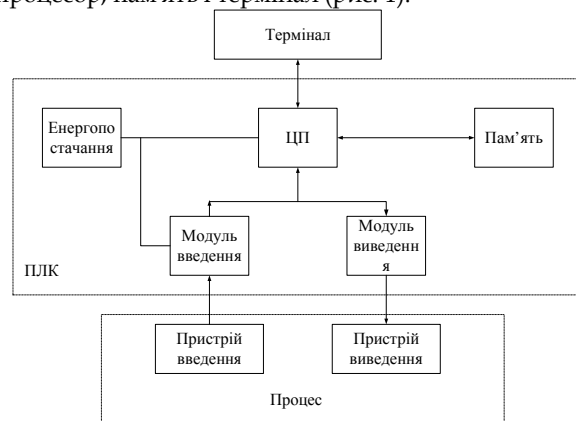 процесор, пам'ять і термінал (рис. 1).
Термінал
Енергопо
стачання
ЦП
Пам’ять
Модуль
введення
Модуль
виведенн
я
ПЛК
Пристрій
введення
Пристрій
виведення
Процес